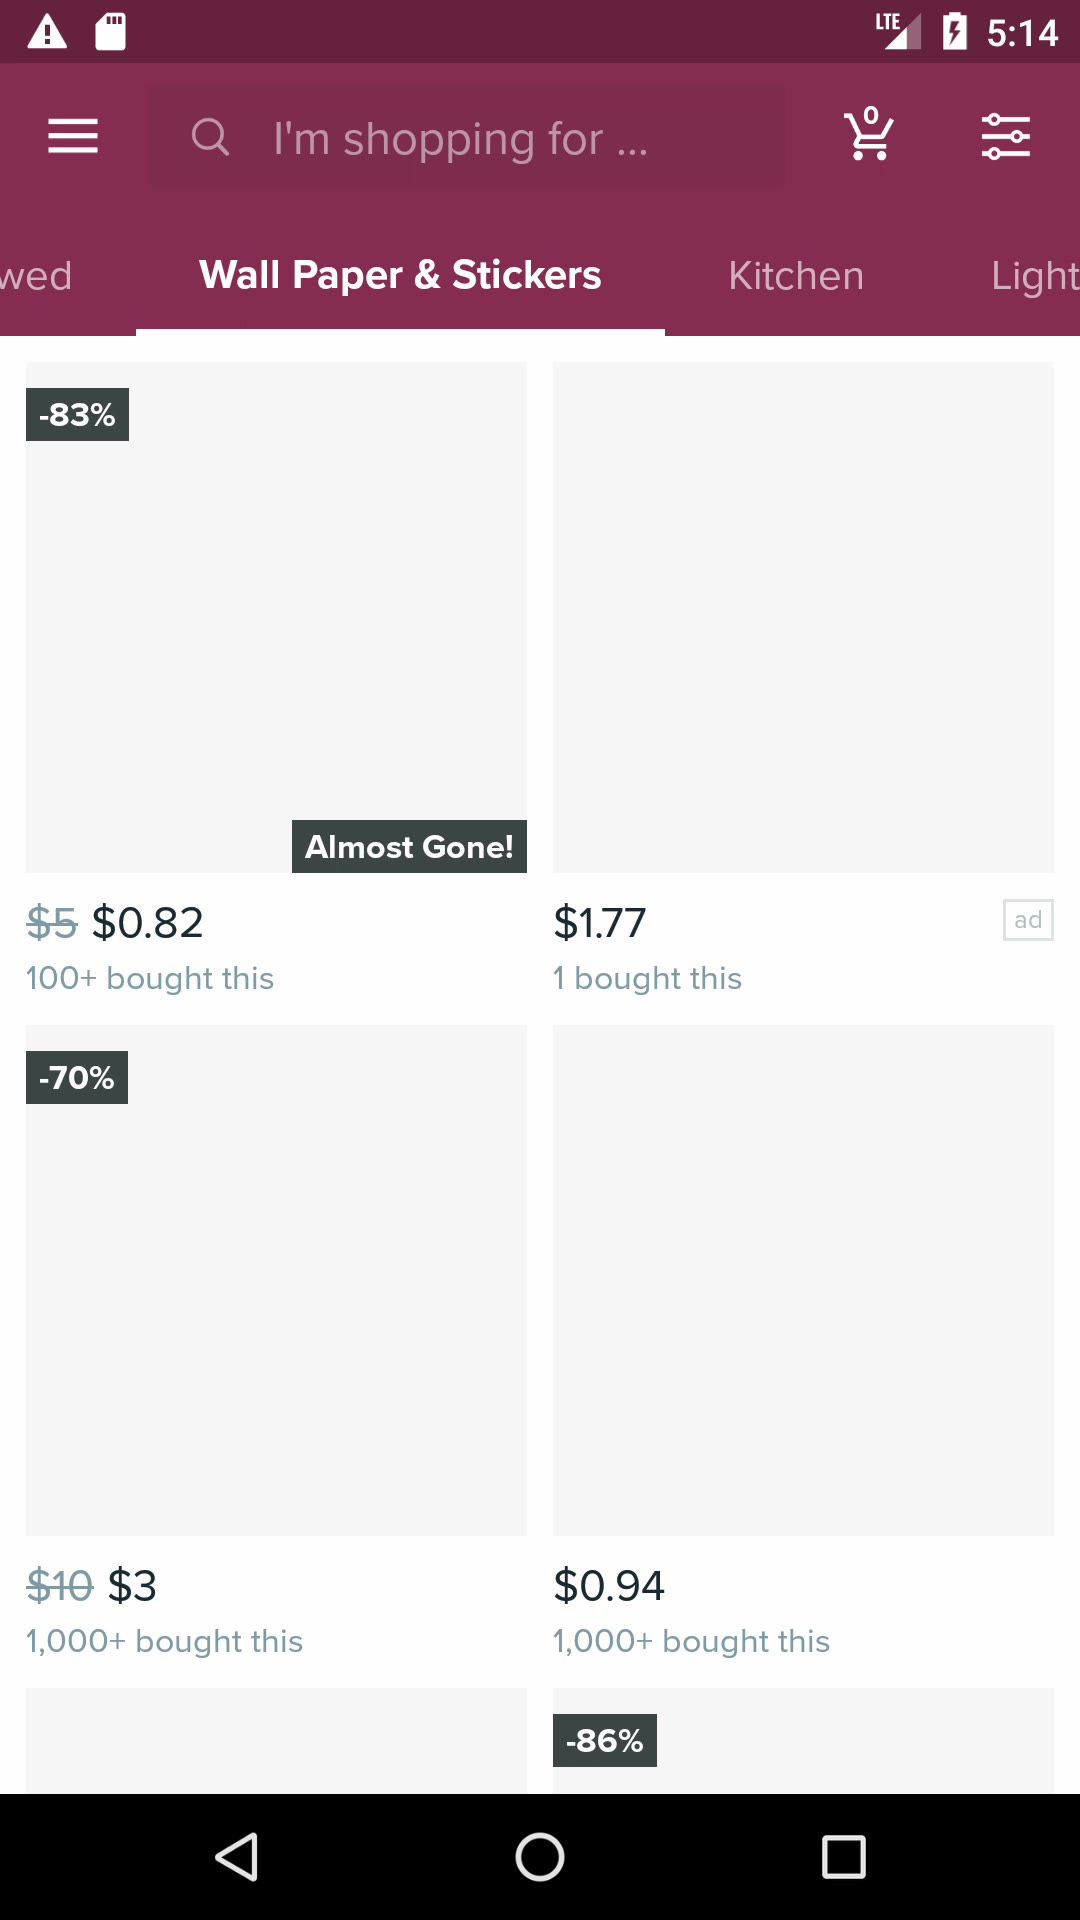 LTE 5:14
I'm shopping for ...
0
wed Wall Paper & Stickers Kitchen Light
-83%
Almost Gone!
$5 $0.82
100+ bought this
$1.77 ad
1 bought this
-70%
$10 $3
1,000+ bought this
$0.94
1,000+ bought this
-86%